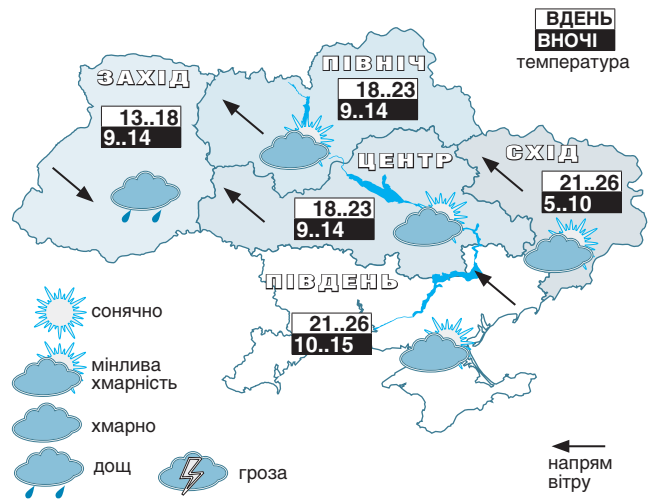 ВДЕНЬ
ВНОЧІ
температура
ЗАХІД
13..18
9..14
ПІВНІЧ
18..23
9..14
ЦЕНТР
18..23
9..14
СХІД
21..26
5..10
ПІВДЕНЬ
21..26
10..15
сонячно
мінлива
хмарність
хмарно
дощ
гроза
напрям
вітру